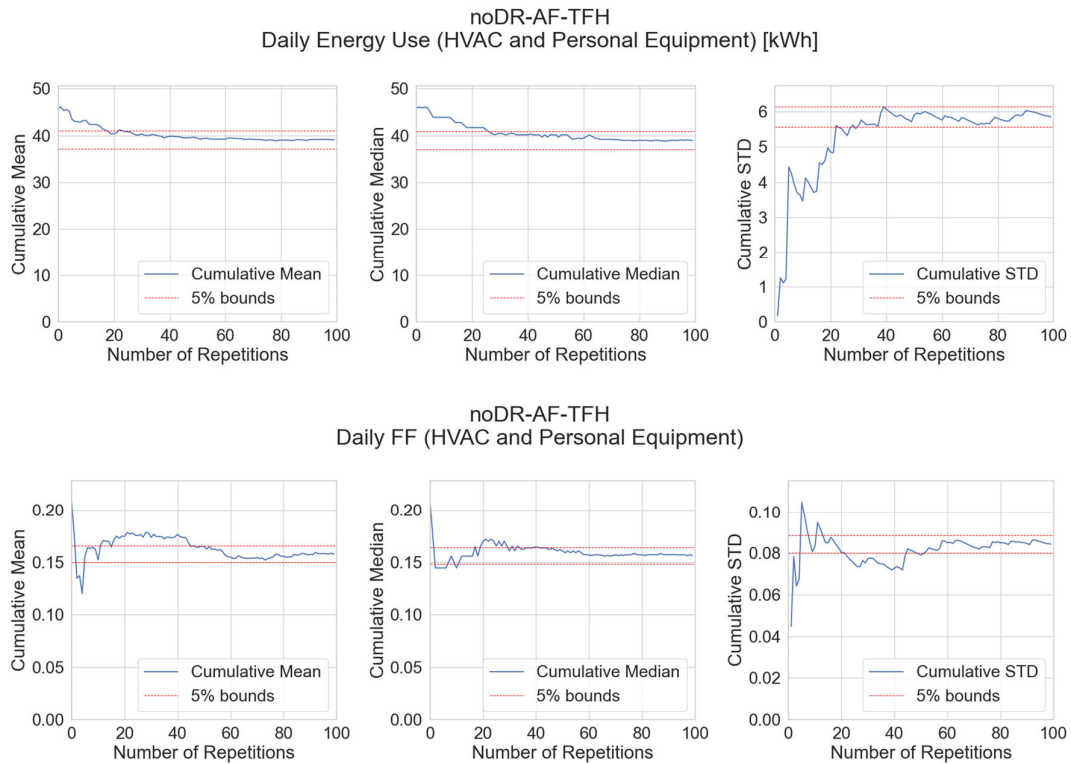 noDR-AF-TFH
Daily Energy Use (HVAC and Personal Equipment) [kWh]
Cumulative Mean
50
40
30
20
10
0
0 20 40 60 80 100
Number of Repetitions
Cumulative Mean
5% bounds
Cumulative Median
50
40
30
20
10
0
0 20 40 60 80 100
Number of Repetitions
Cumulative Median
5% bounds
Cumulative STD
6
5
4
3
2
1
0
0 20 40 60 80 100
Number of Repetitions
Cumulative STD
5% bounds
noDR-AF-TFH
Daily FF (HVAC and Personal Equipment)
Cumulative Mean
0.20
0.15
0.10
0.05
0.00
0 20 40 60 80 100
Number of Repetitions
Cumulative Mean
5% bounds
Cumulative Median
0.20
0.15
0.10
0.05
0.00
0 20 40 60 80 100
Number of Repetitions
Cumulative Median
5% bounds
Cumulative STD
0.10
0.08
0.06
0.04
0.02
0.00
0 20 40 60 80 100
Number of Repetitions
Cumulative STD
5% bounds